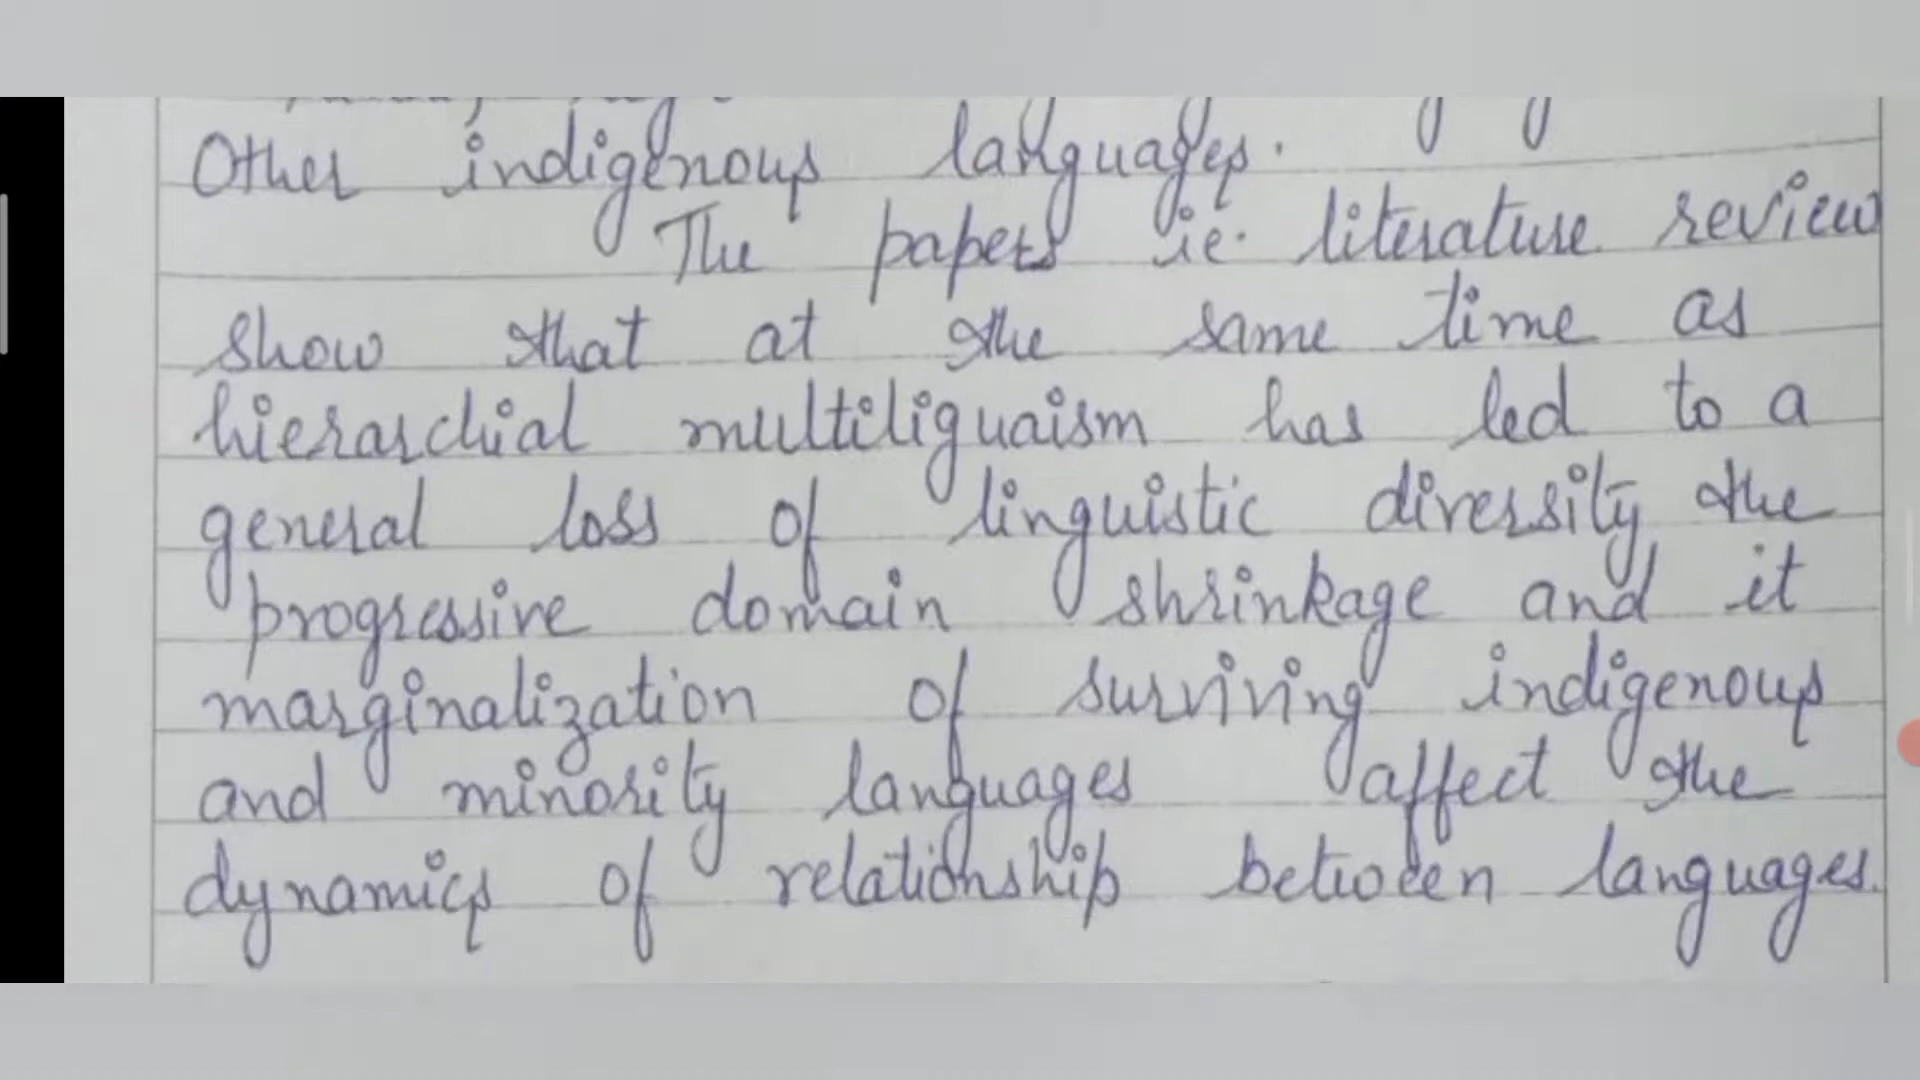 Other indigenous languages.
The papers ie. literature review
show that at the same time as
hierarchial multiliguaism has led to a
general loss of linguistic diversity the
progressive domain shrinkage and it
marginalization of surviving indigenous
and minority languages affect the
dynamics of relationship between languages.